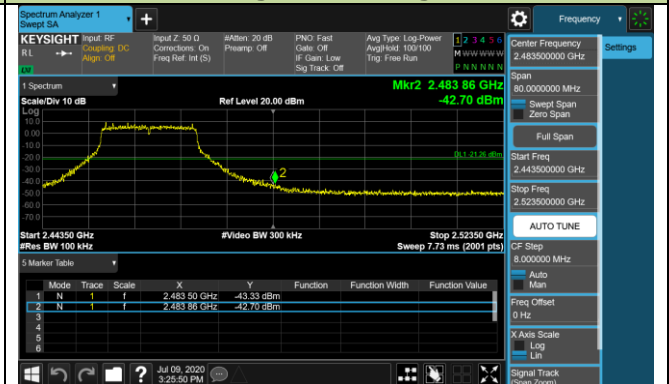 Spectrum Analyzer 1
Swept SA
+
Frequency
KEYSIGHT Input: RF Input Z: 50 Ω #Atten: 20 dB PNO: Fast Avg Type: Log-Power 1 2 3 4 5 6
RL Coupling: DC Corrections: On Preamp: Off Gate: Off Avg|Hold: 100/100 M W W W W W
Align: Off Freq Ref: Int (S) IF Gain: Low Trig: Free Run P N N N N N
Sig Track: Off
1 Spectrum
Mkr2 2.483 86 GHz
Scale/Div 10 dB Ref Level 20.00 dBm -42.70 dBm
Log
10.0
0.00
-10.0
-20.0
-30.0
-40.0
-50.0
-60.0
-70.0
DL1 -21.26 dBm
2
Start 2.44350 GHz #Video BW 300 kHz Stop 2.52350 GHz
#Res BW 100 kHz Sweep 7.73 ms (2001 pts)
5 Marker Table
Mode Trace Scale X Y Function Function Width Function Value
1 N 1 f 2.483 50 GHz -43.33 dBm
2 N 1 f 2.483 86 GHz -42.70 dBm
3
4
5
6
Jul 09, 2020
3:25:50 PM
?
Center Frequency
2.483500000 GHz
Settings
Span
80.0000000 MHz
Swept Span
Zero Span
Full Span
Start Freq
2.443500000 GHz
Stop Freq
2.523500000 GHz
AUTO TUNE
CF Step
8.000000 MHz
Auto
Man
Freq Offset
0 Hz
X Axis Scale
Log
Lin
Signal Track
(Span Zoom)